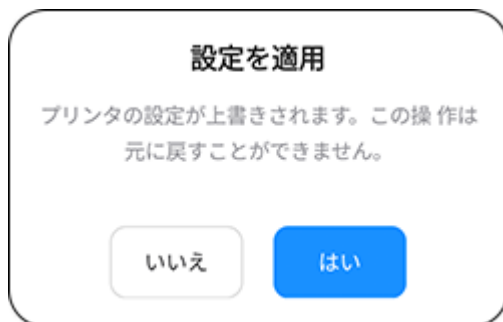 設定を適用
プリンタの設定が上書きされます。この操 作は
元に戻すことができません。
いいえ
はい